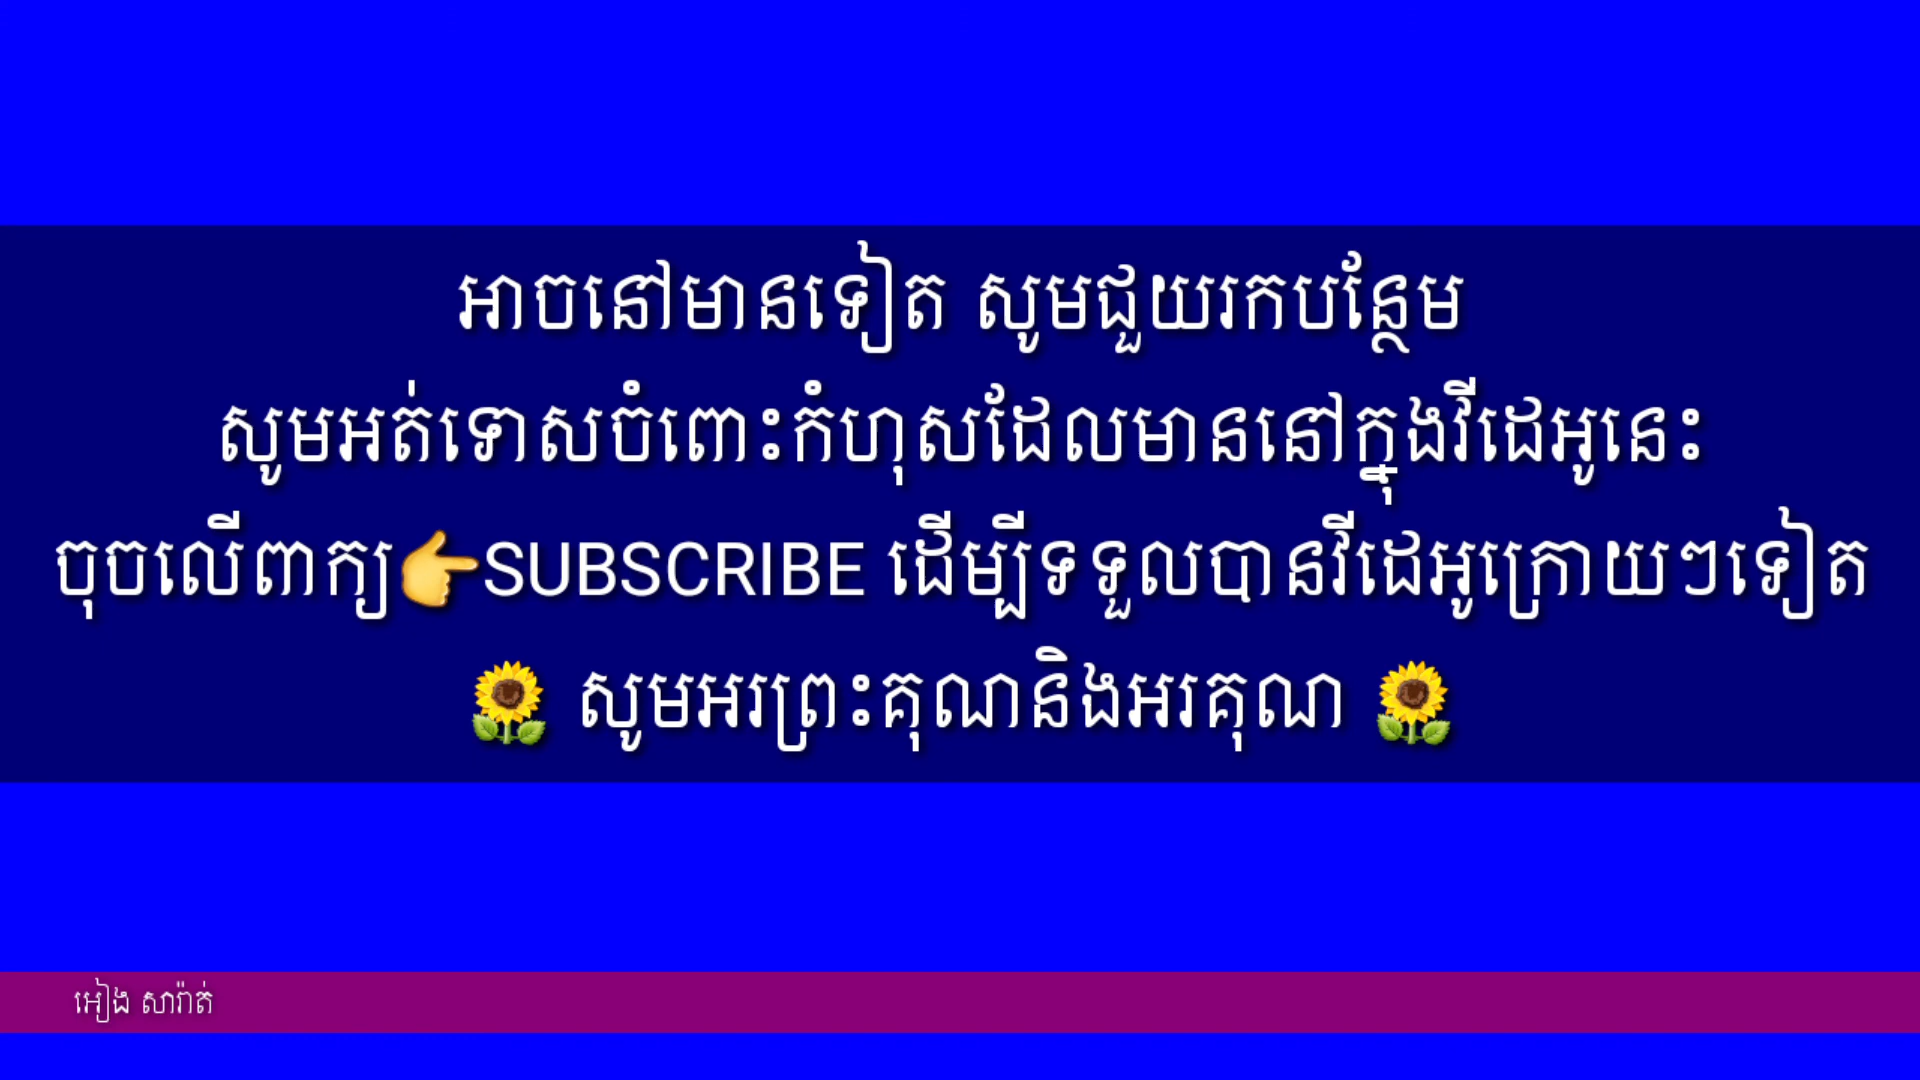 អាចនៅមានទៀត សូមជួយរកបន្ថែម
សូមអត់ទោសចំពោះកំហុសដែលមាននៅក្នុងវីដេអូនេះ
ចុចលើពាក្យ👉SUBSCRIBE ដើម្បីទទួលបានវីដេអូក្រោយៗទៀត
🌻 សូមអរព្រះគុណនិងអរគុណ 🌻
អៀង សារ៉ាត់